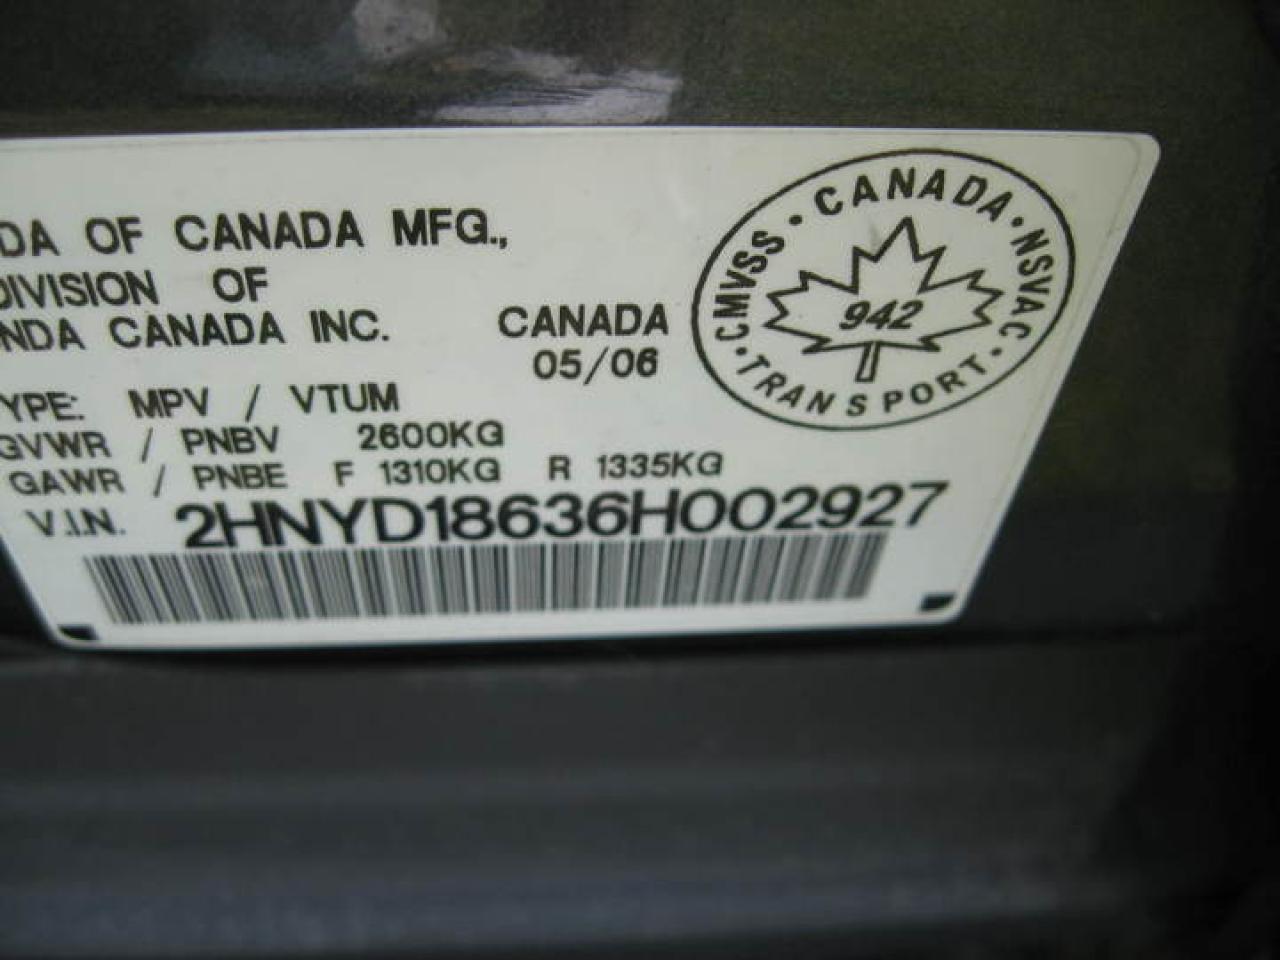 DA OF CANADA MFG.,
DIVISION OF
NDA CANADA INC.
CANADA
05/06
YPE: MPV / VTUM
GVWR / PNBV 2600KG
GAWR / PNBE F 1310KG R 1335KG
V.I.N. 2HNYD18636H002927
CMVSS • CANADA • NSVAC •
942
TRANSPORT •